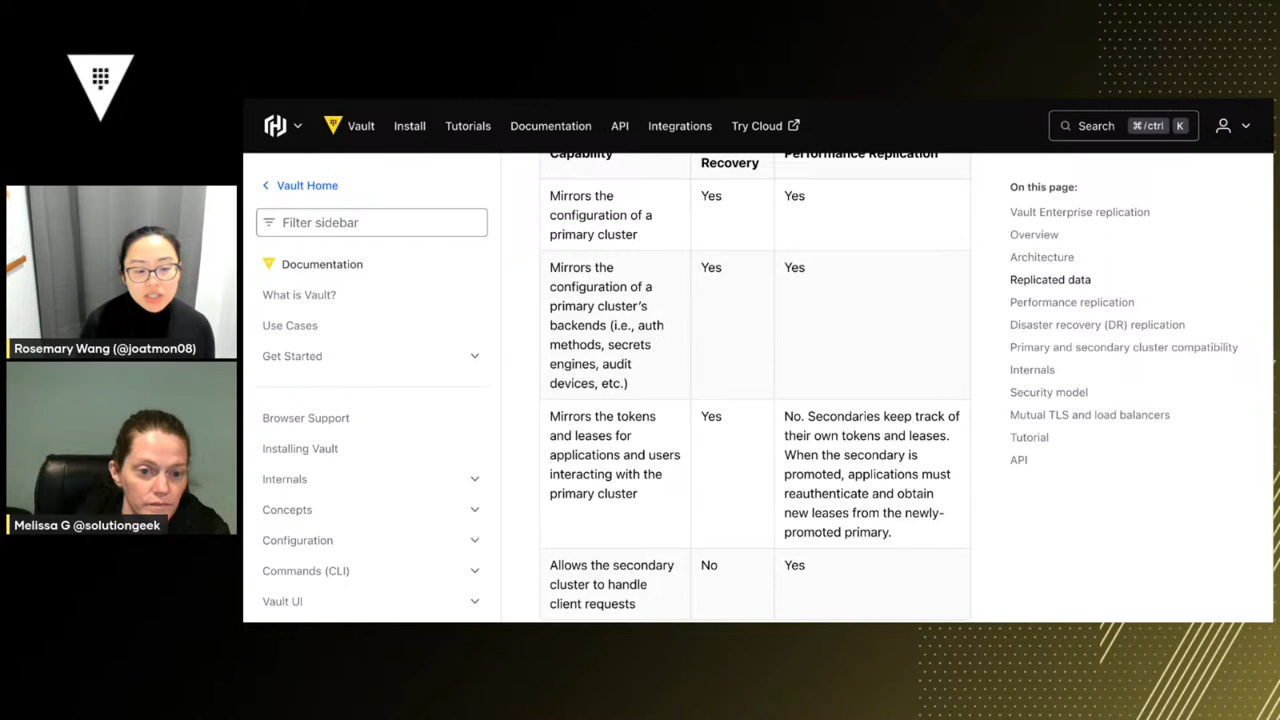 Vault
Install
Tutorials
Documentation
API
Integrations
Try Cloud
Search
⌘/ctrl
K
Vault Home
Filter sidebar
Documentation
What is Vault?
Use Cases
Get Started
Browser Support
Installing Vault
Internals
Concepts
Configuration
Commands (CLI)
Vault UI
Capability
Recovery
Performance Replication
Mirrors the
configuration of a
primary cluster
Yes
Yes
Mirrors the
configuration of a
primary cluster's
backends (i.e., auth
methods, secrets
engines, audit
devices, etc.)
Yes
Yes
Mirrors the tokens
and leases for
applications and users
interacting with the
primary cluster
Yes
No. Secondaries keep track of
their own tokens and leases.
When the secondary is
promoted, applications must
reauthenticate and obtain
new leases from the newly-
promoted primary.
Allows the secondary
cluster to handle
client requests
No
Yes
On this page:
Vault Enterprise replication
Overview
Architecture
Replicated data
Performance replication
Disaster recovery (DR) replication
Primary and secondary cluster compatibility
Internals
Security model
Mutual TLS and load balancers
Tutorial
API
Rosemary Wang (@joatmon08)
Melissa G @solutiongeek